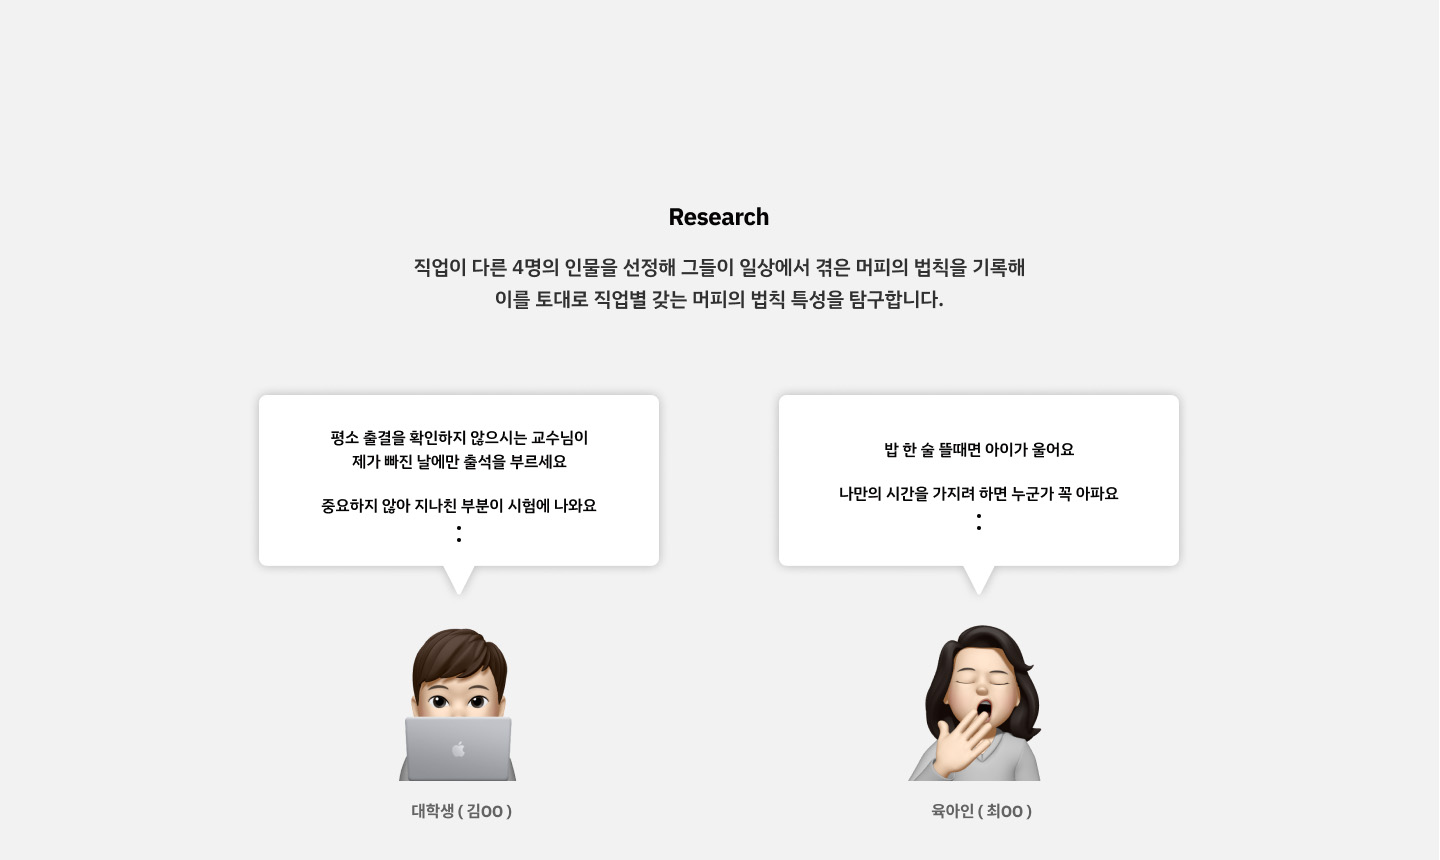 Research
직업이 다른 4명의 인물을 선정해 그들이 일상에서 겪은 머피의 법칙을 기록해
이를 토대로 직업별 갖는 머피의 법칙 특성을 탐구합니다.
평소 출결을 확인하지 않으시는 교수님이
제가 빠진 날에만 출석을 부르세요
중요하지 않아 지나친 부분이 시험에 나와요
:
밥 한 술 뜰때면 아이가 울어요
나만의 시간을 가지려 하면 누군가 꼭 아파요
:
대학생 ( 김OO )
육아인 ( 최OO )